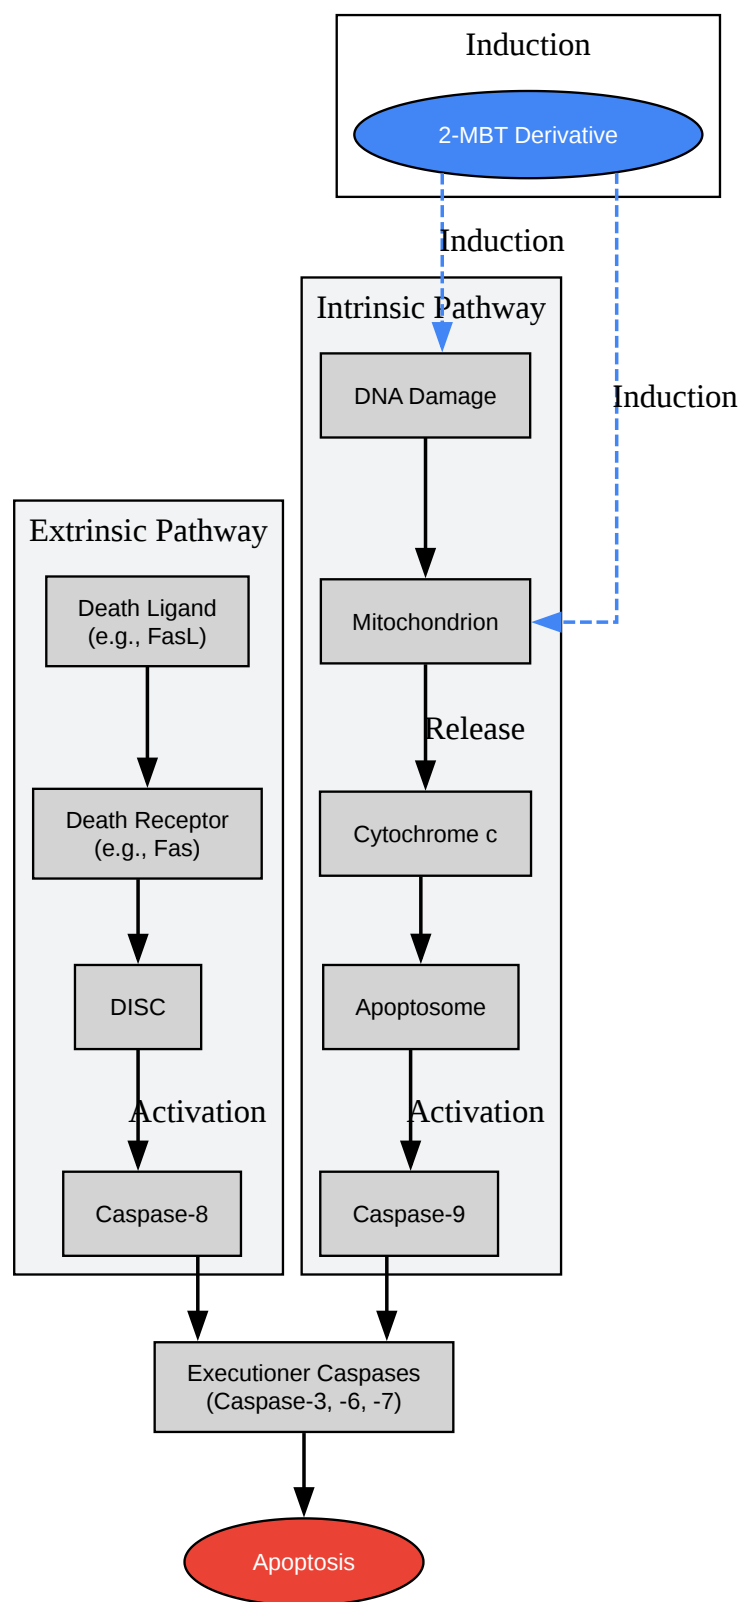 Induction
2-MBT Derivative
Induction
Intrinsic Pathway
DNA Damage
Induction
Extrinsic Pathway
Death Ligand
(e.g., FasL)
Mitochondrion
Release
Death Receptor
(e.g., Fas)
Cytochrome c
DISC
Apoptosome
Activation
Activation
Caspase-8
Caspase-9
Executioner Caspases
(Caspase-3, -6, -7)
Apoptosis